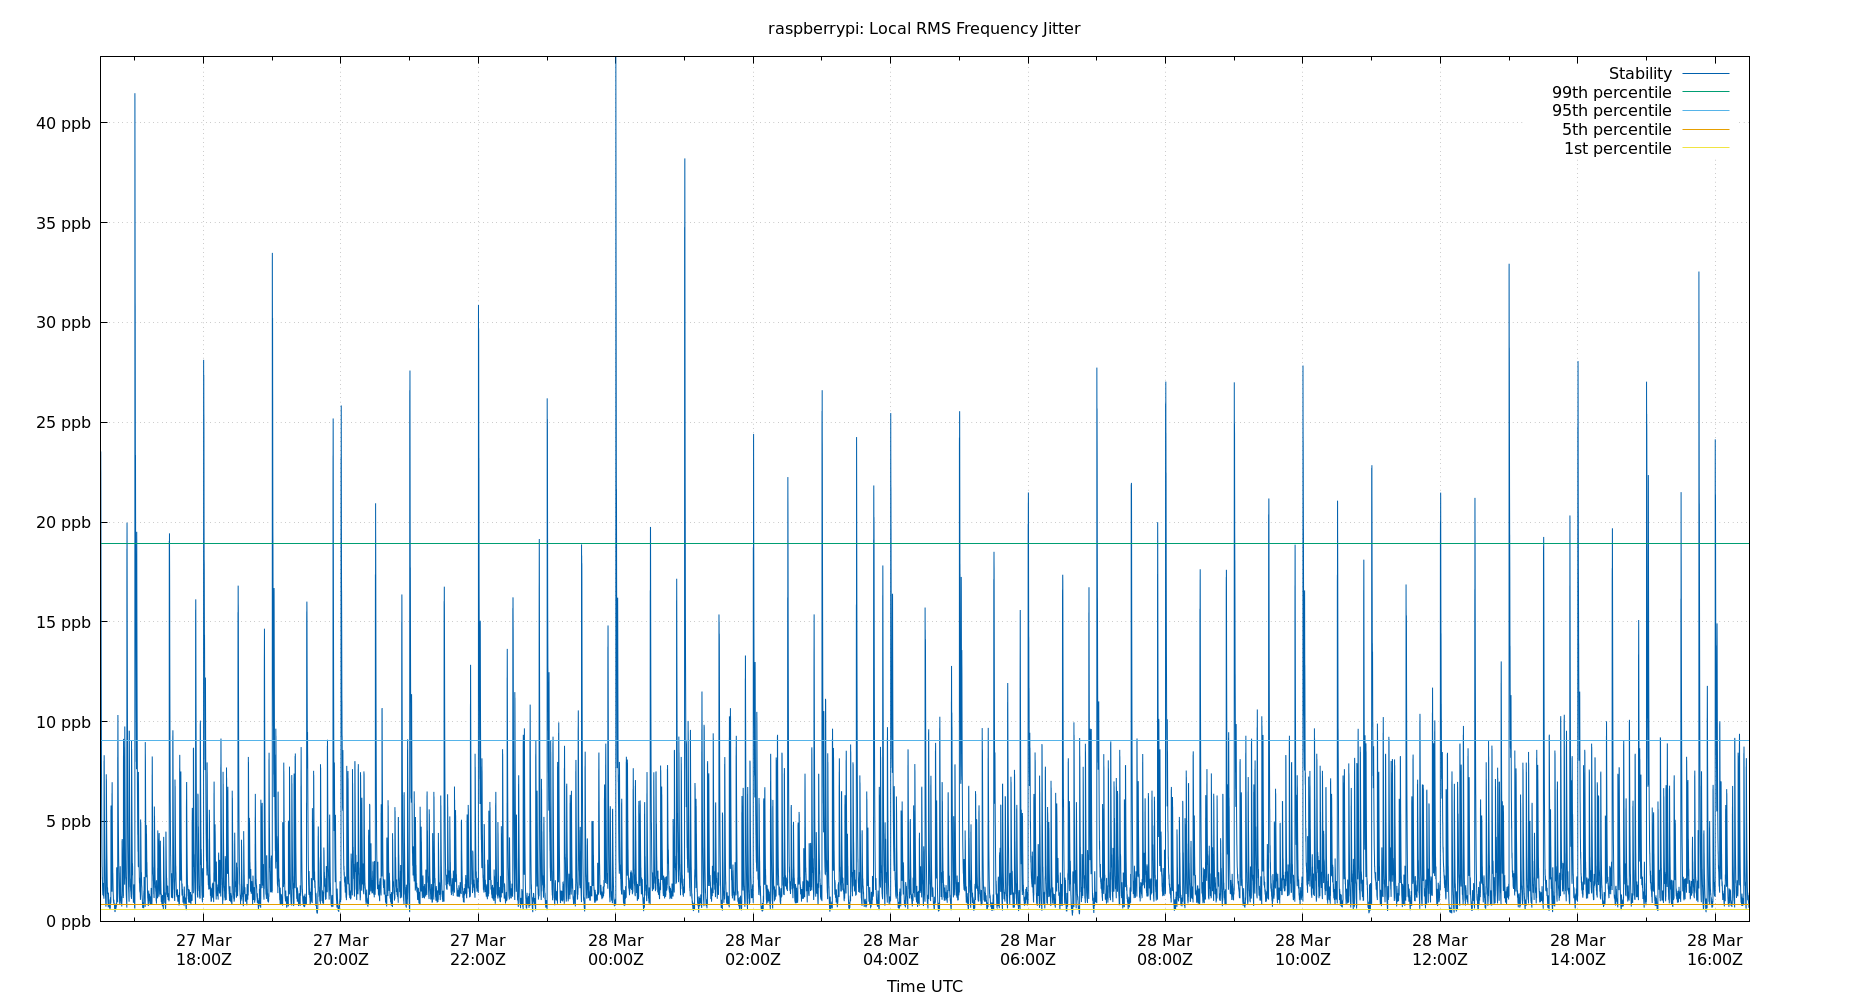 raspberrypi: Local RMS Frequency Jitter
Stability
99th percentile
95th percentile
5th percentile
1st percentile
40 ppb
35 ppb
30 ppb
25 ppb
20 ppb
15 ppb
10 ppb
5 ppb
0 ppb
27 Mar 27 Mar 27 Mar 28 Mar 28 Mar 28 Mar 28 Mar 28 Mar 28 Mar 28 Mar 28 Mar 28 Mar
18:00Z 20:00Z 22:00Z 00:00Z 02:00Z 04:00Z 06:00Z 08:00Z 10:00Z 12:00Z 14:00Z 16:00Z
Time UTC